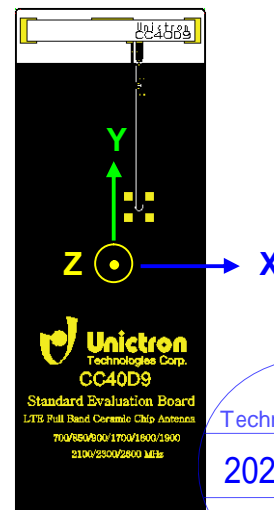 Unictron
CC40D9
Y
Z
X
Unictron
Technologies Corp.
CC40D9
Standard Evaluation Board
LTE Full Band Ceramic Chip Antenna
700/850/900/1700/1800/1900
2100/2300/2600 MHz
Techn
202